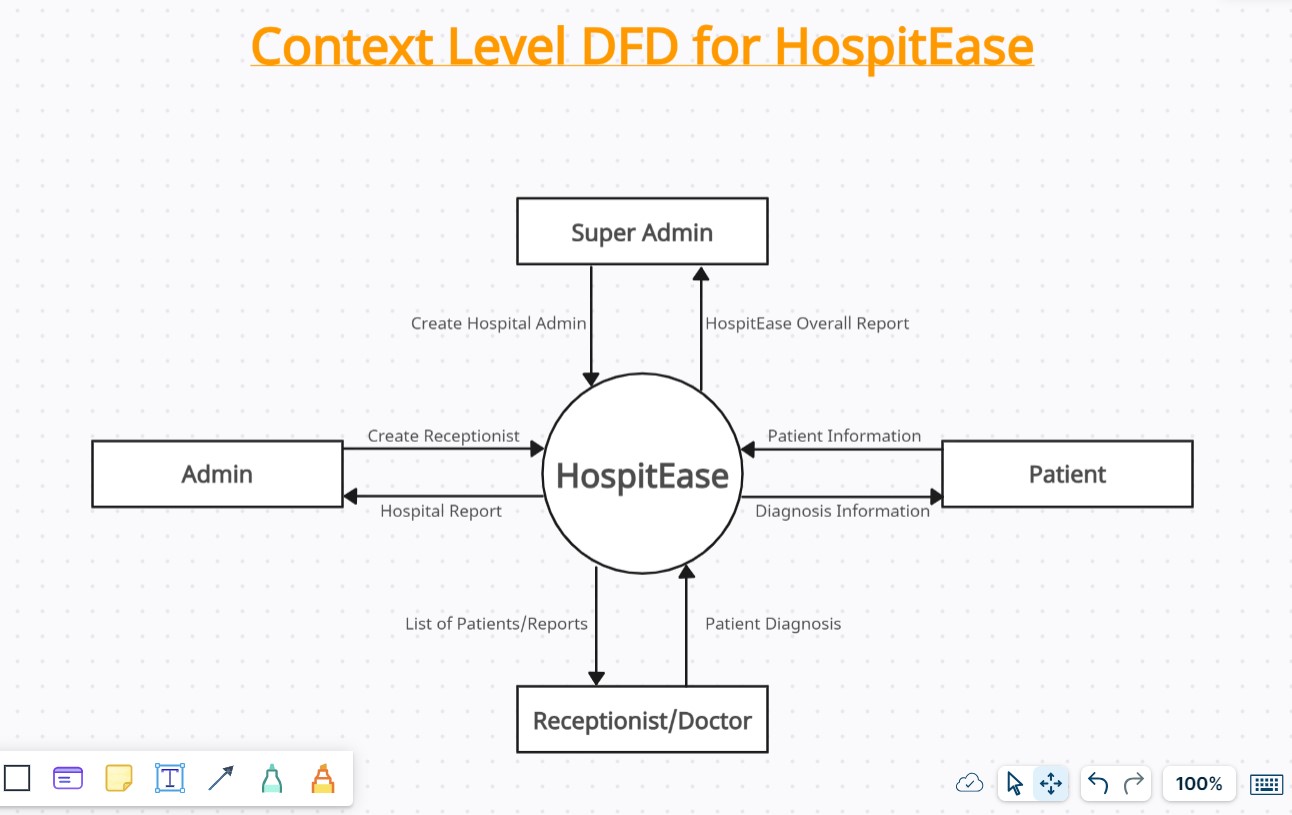 Context Level DFD for HospitEase
Super Admin
Create Hospital Admin
HospitEase Overall Report
Create Receptionist
Patient Information
Admin
HospitEase
Patient
Hospital Report
Diagnosis Information
List of Patients/Reports
Patient Diagnosis
Receptionist/Doctor
T
100%